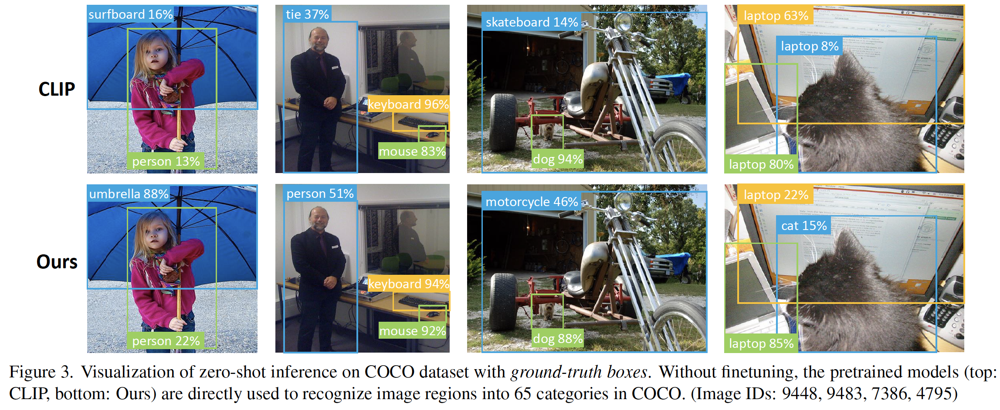 surfboard 16%
person 13%
tie 37%
keyboard 96%
mouse 83%
skateboard 14%
dog 94%
laptop 63%
laptop 8%
laptop 80%
CLIP
umbrella 88%
person 22%
person 51%
keyboard 94%
mouse 92%
motorcycle 46%
dog 88%
laptop 22%
cat 15%
laptop 85%
Ours
Figure 3. Visualization of zero-shot inference on COCO dataset with ground-truth boxes. Without finetuning, the pretrained models (top:
CLIP, bottom: Ours) are directly used to recognize image regions into 65 categories in COCO. (Image IDs: 9448, 9483, 7386, 4795)